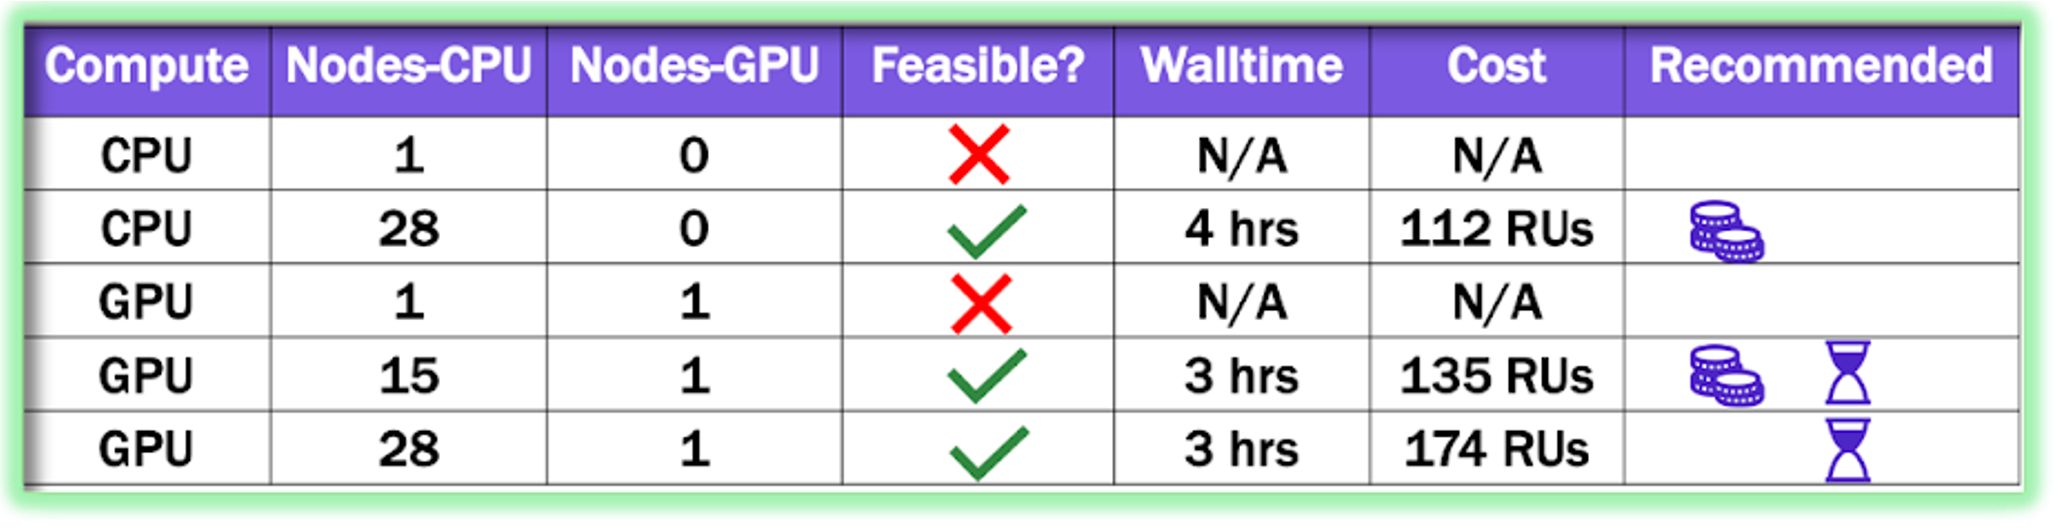 Compute Nodes-CPU Nodes-GPU Feasible? Walltime Cost Recommended
CPU 1 0 N/A N/A
CPU 28 0 4 hrs 112 RUs
GPU 1 1 N/A N/A
GPU 15 1 3 hrs 135 RUs
GPU 28 1 3 hrs 174 RUs